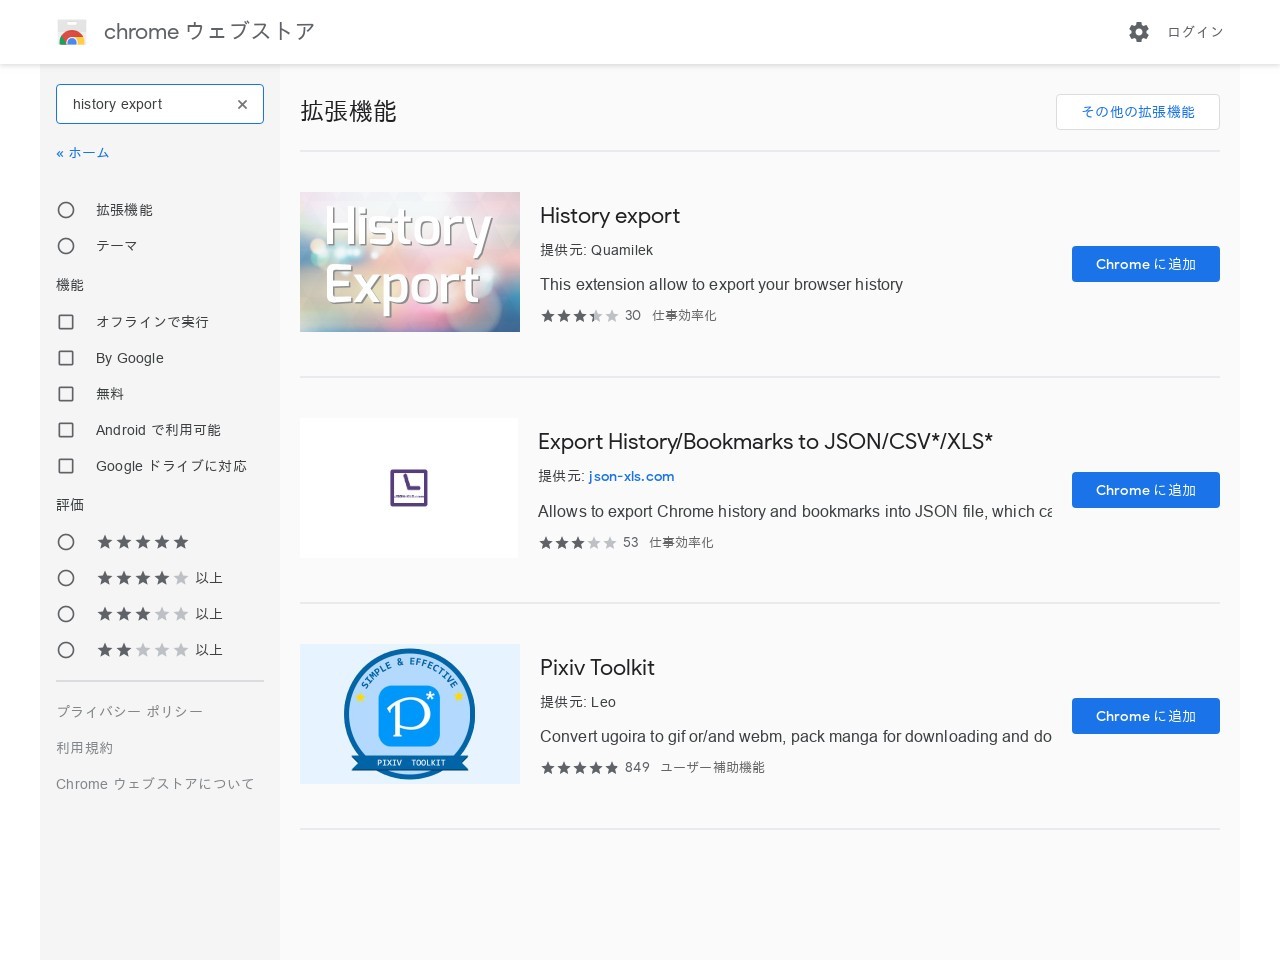 chrome ウェブストア
ログイン
history export
« ホーム
拡張機能
テーマ
機能
オフラインで実行
By Google
無料
Android で利用可能
Google ドライブに対応
評価
以上
以上
以上
プライバシー ポリシー
利用規約
Chrome ウェブストアについて
拡張機能
その他の拡張機能
History Export
History export
提供元: Quamilek
This extension allow to export your browser history
30 仕事効率化
Chrome に追加
Export History/Bookmarks to JSON/CSV*/XLS*
提供元: json-xls.com
Allows to export Chrome history and bookmarks into JSON file, which ca
53 仕事効率化
Chrome に追加
SIMPLE & EFFECTIVE
P*
PIXIV TOOLKIT
Pixiv Toolkit
提供元: Leo
Convert ugoira to gif or/and webm, pack manga for downloading and do
849 ユーザー補助機能
Chrome に追加